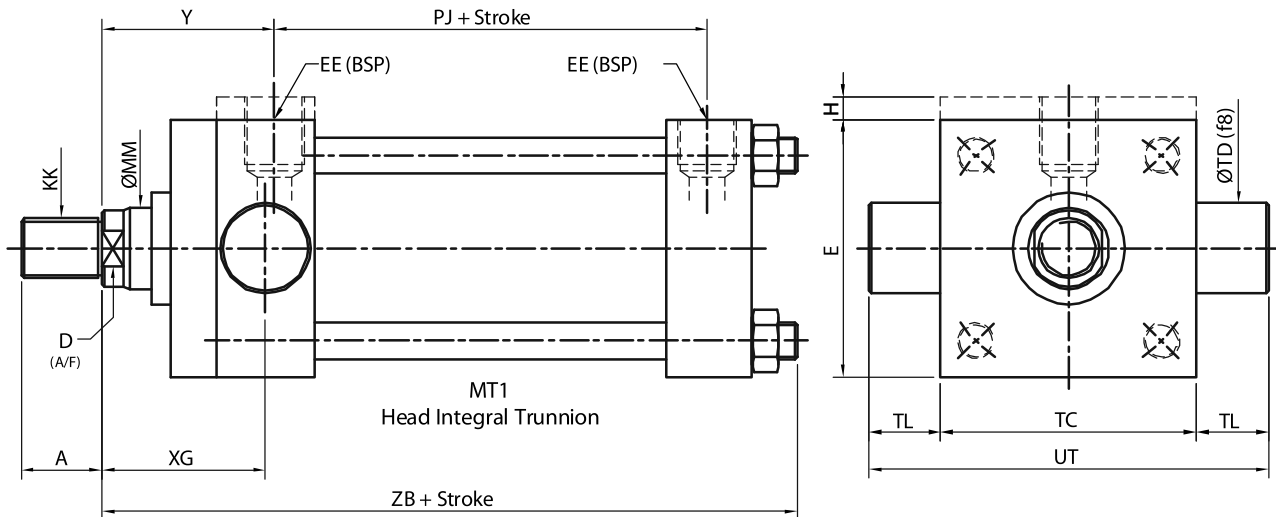 Y
PJ + Stroke
EE (BSP)
EE (BSP)
KK
ØMM
H
ØTD (f8)
E
D
(A/F)
MT1
Head Integral Trunnion
A
XG
TL
TC
TL
UT
ZB + Stroke